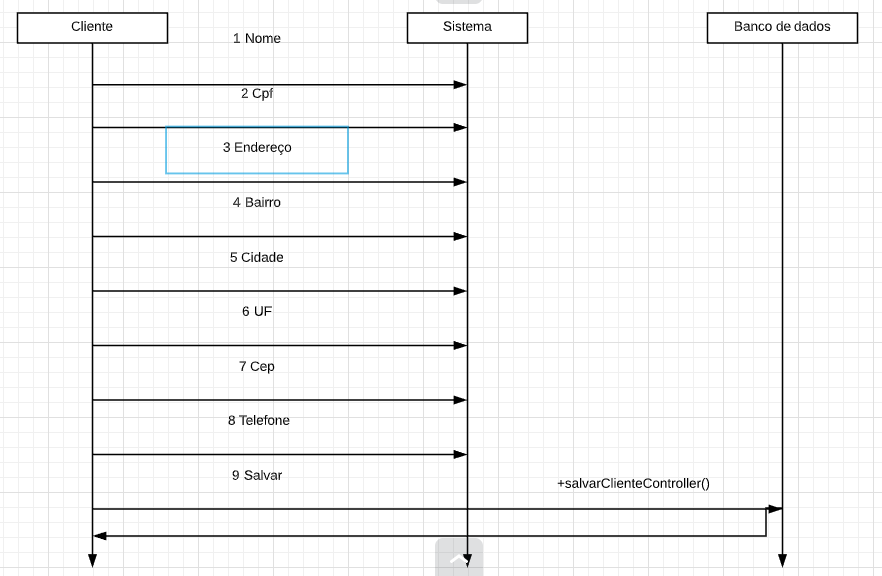 Cliente
Sistema
Banco de dados
1 Nome
2 Cpf
3 Endereço
4 Bairro
5 Cidade
6 UF
7 Cep
8 Telefone
9 Salvar
+salvarClienteController()